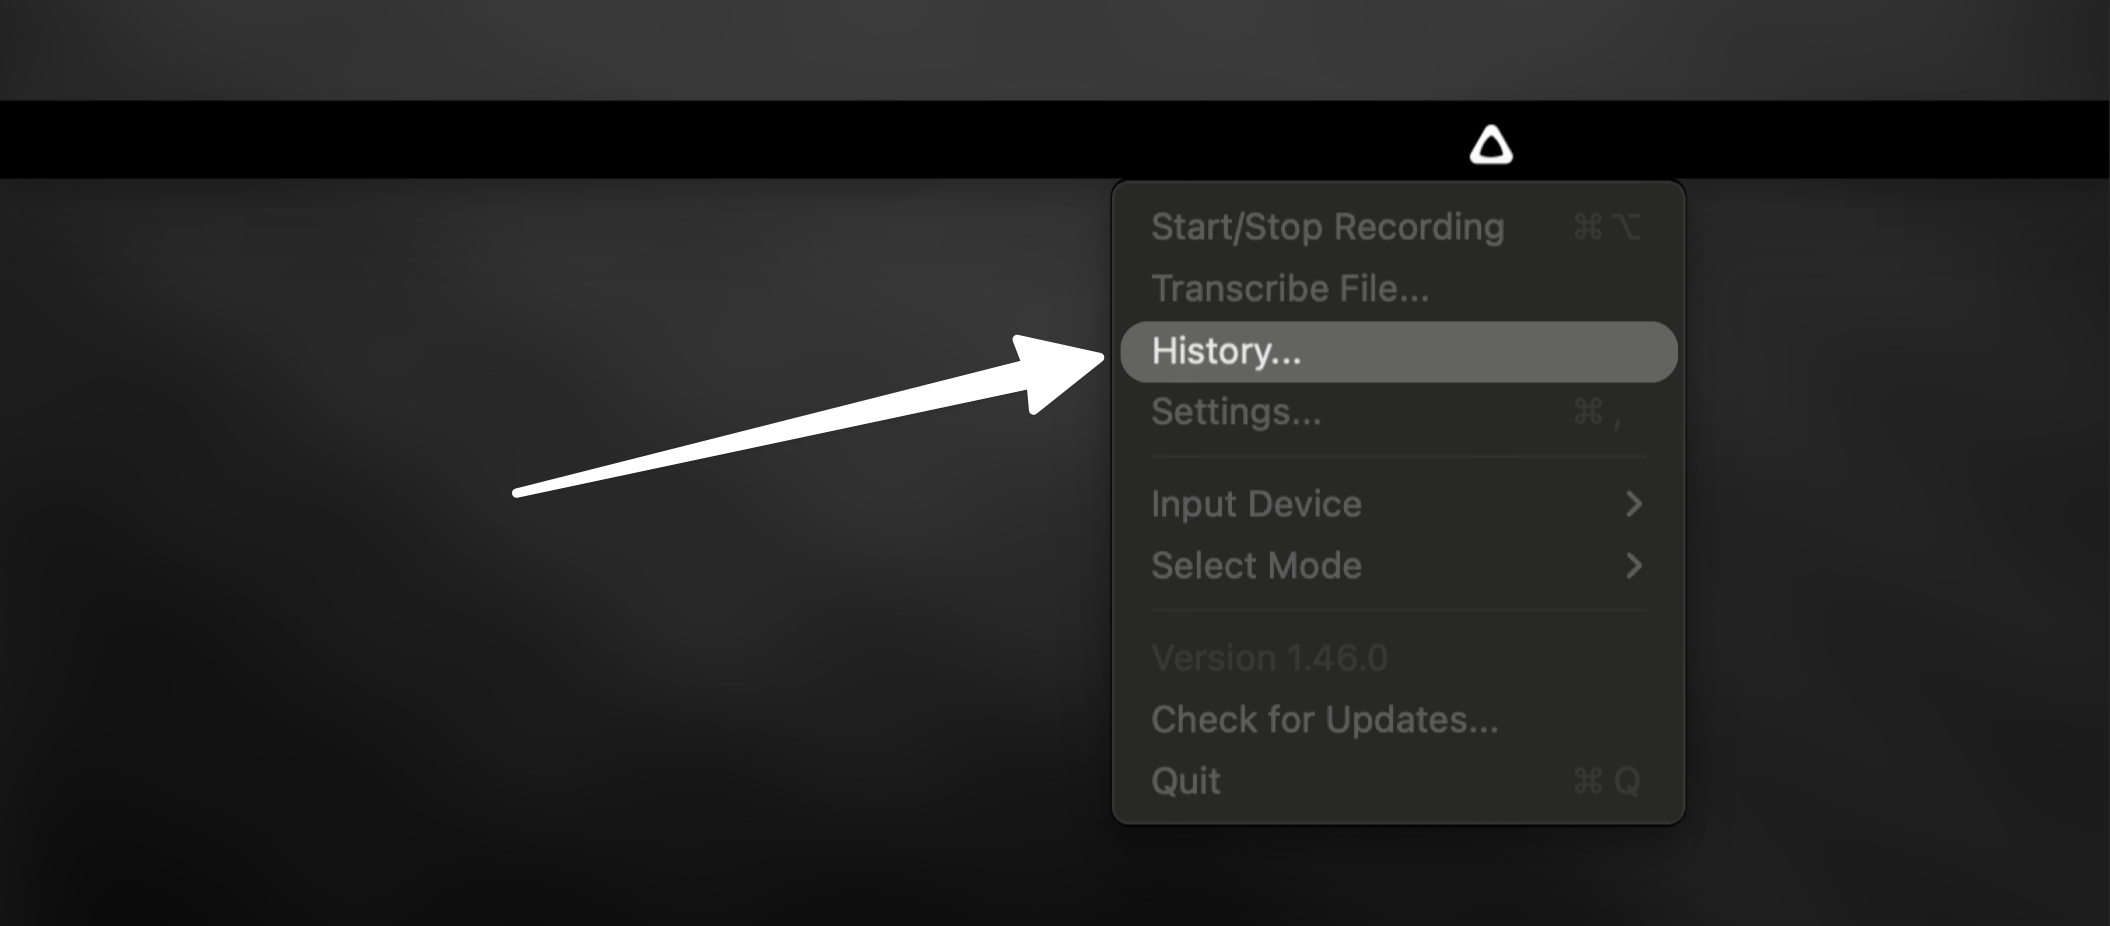 Start/Stop Recording ⌘⌥
Transcribe File...
History...
Settings... ⌘ ,
Input Device
Select Mode
Version 1.46.0
Check for Updates...
Quit ⌘ Q